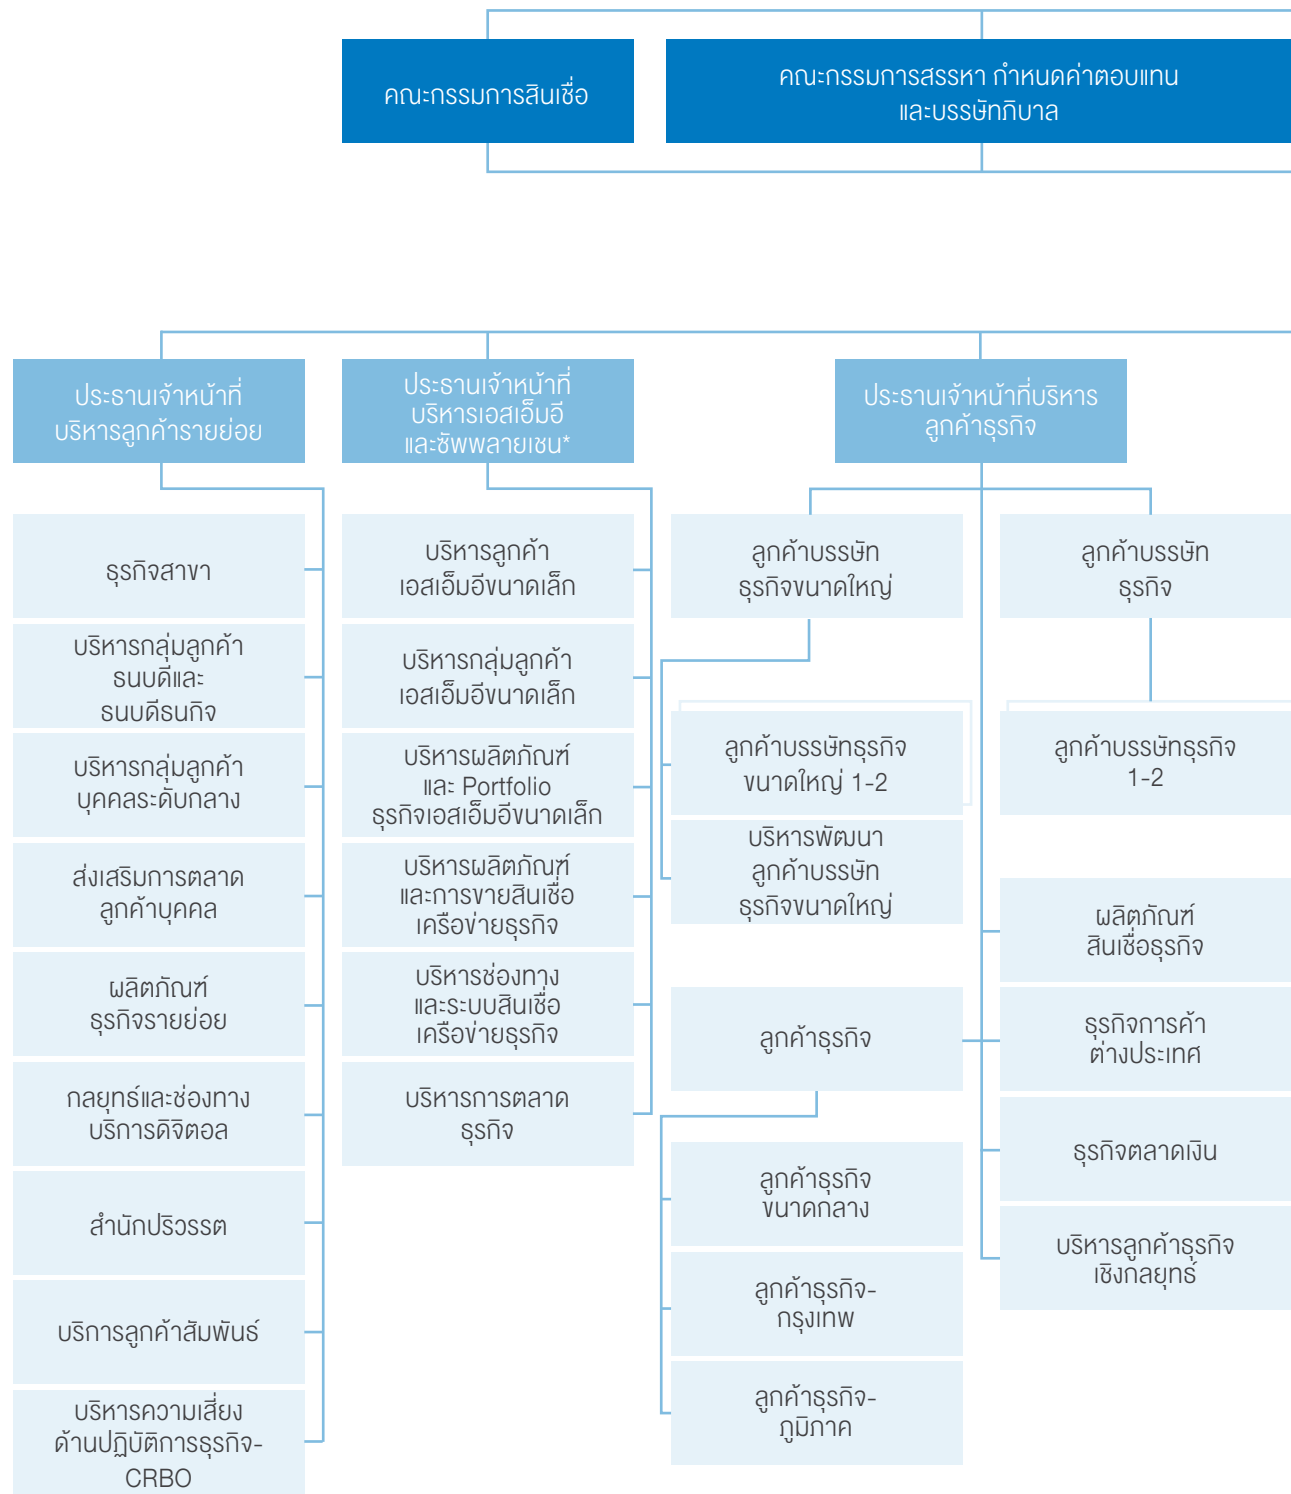 คณะกรรมการสินเชื่อ
คณะกรรมการสรรหา กำหนดค่าตอบแทน
และบรรษัทภิบาล
ประธานเจ้าหน้าที่
บริหารลูกค้ารายย่อย
ธุรกิจสาขา
บริหารกลุ่มลูกค้า
ธนบดีและ
ธนบดีธนกิจ
บริหารกลุ่มลูกค้า
บุคคลระดับกลาง
ส่งเสริมการตลาด
ลูกค้าบุคคล
ผลิตภัณฑ์
ธุรกิจรายย่อย
กลยุทธ์และช่องทาง
บริการดิจิตอล
สำนักปริวรรต
บริการลูกค้าสัมพันธ์
บริหารความเสี่ยง
ด้านปฏิบัติการธุรกิจ-
CRBO
ประธานเจ้าหน้าที่
บริหารเอสเอ็มอี
และซัพพลายเชน*
บริหารลูกค้า
เอสเอ็มอีขนาดเล็ก
บริหารกลุ่มลูกค้า
เอสเอ็มอีขนาดเล็ก
บริหารผลิตภัณฑ์
และ Portfolio
ธุรกิจเอสเอ็มอีขนาดเล็ก
บริหารผลิตภัณฑ์
และการขายสินเชื่อ
เครือข่ายธุรกิจ
บริหารช่องทาง
และระบบสินเชื่อ
เครือข่ายธุรกิจ
บริหารการตลาด
ธุรกิจ
ประธานเจ้าหน้าที่บริหาร
ลูกค้าธุรกิจ
ลูกค้าบรรษัท
ธุรกิจขนาดใหญ่
ลูกค้าบรรษัทธุรกิจ
ขนาดใหญ่ 1-2
บริหารพัฒนา
ลูกค้าบรรษัท
ธุรกิจขนาดใหญ่
ลูกค้าธุรกิจ
ลูกค้าธุรกิจ
ขนาดกลาง
ลูกค้าธุรกิจ-
กรุงเทพ
ลูกค้าธุรกิจ-
ภูมิภาค
ลูกค้าบรรษัท
ธุรกิจ
ลูกค้าบรรษัทธุรกิจ
1-2
ผลิตภัณฑ์
สินเชื่อธุรกิจ
ธุรกิจการค้า
ต่างประเทศ
ธุรกิจตลาดเงิน
บริหารลูกค้าธุรกิจ
เชิงกลยุทธ์